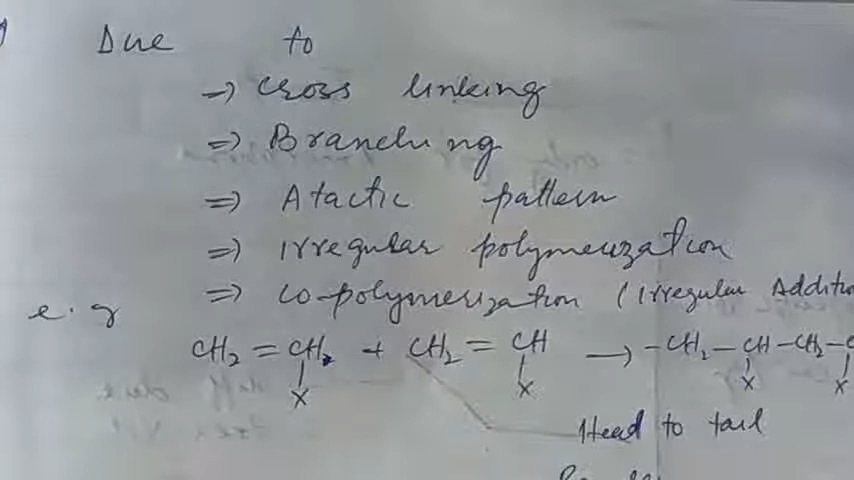 Due to
=> Cross linking
=> Branching
=> Atactic pattern
=> Irregular polymerization
=> Co-polymerization (Irregular Additio
e.g
CH2 = CH2 + CH2 = CH → -CH2-CH-CH2-C
X X X X
Head to tail